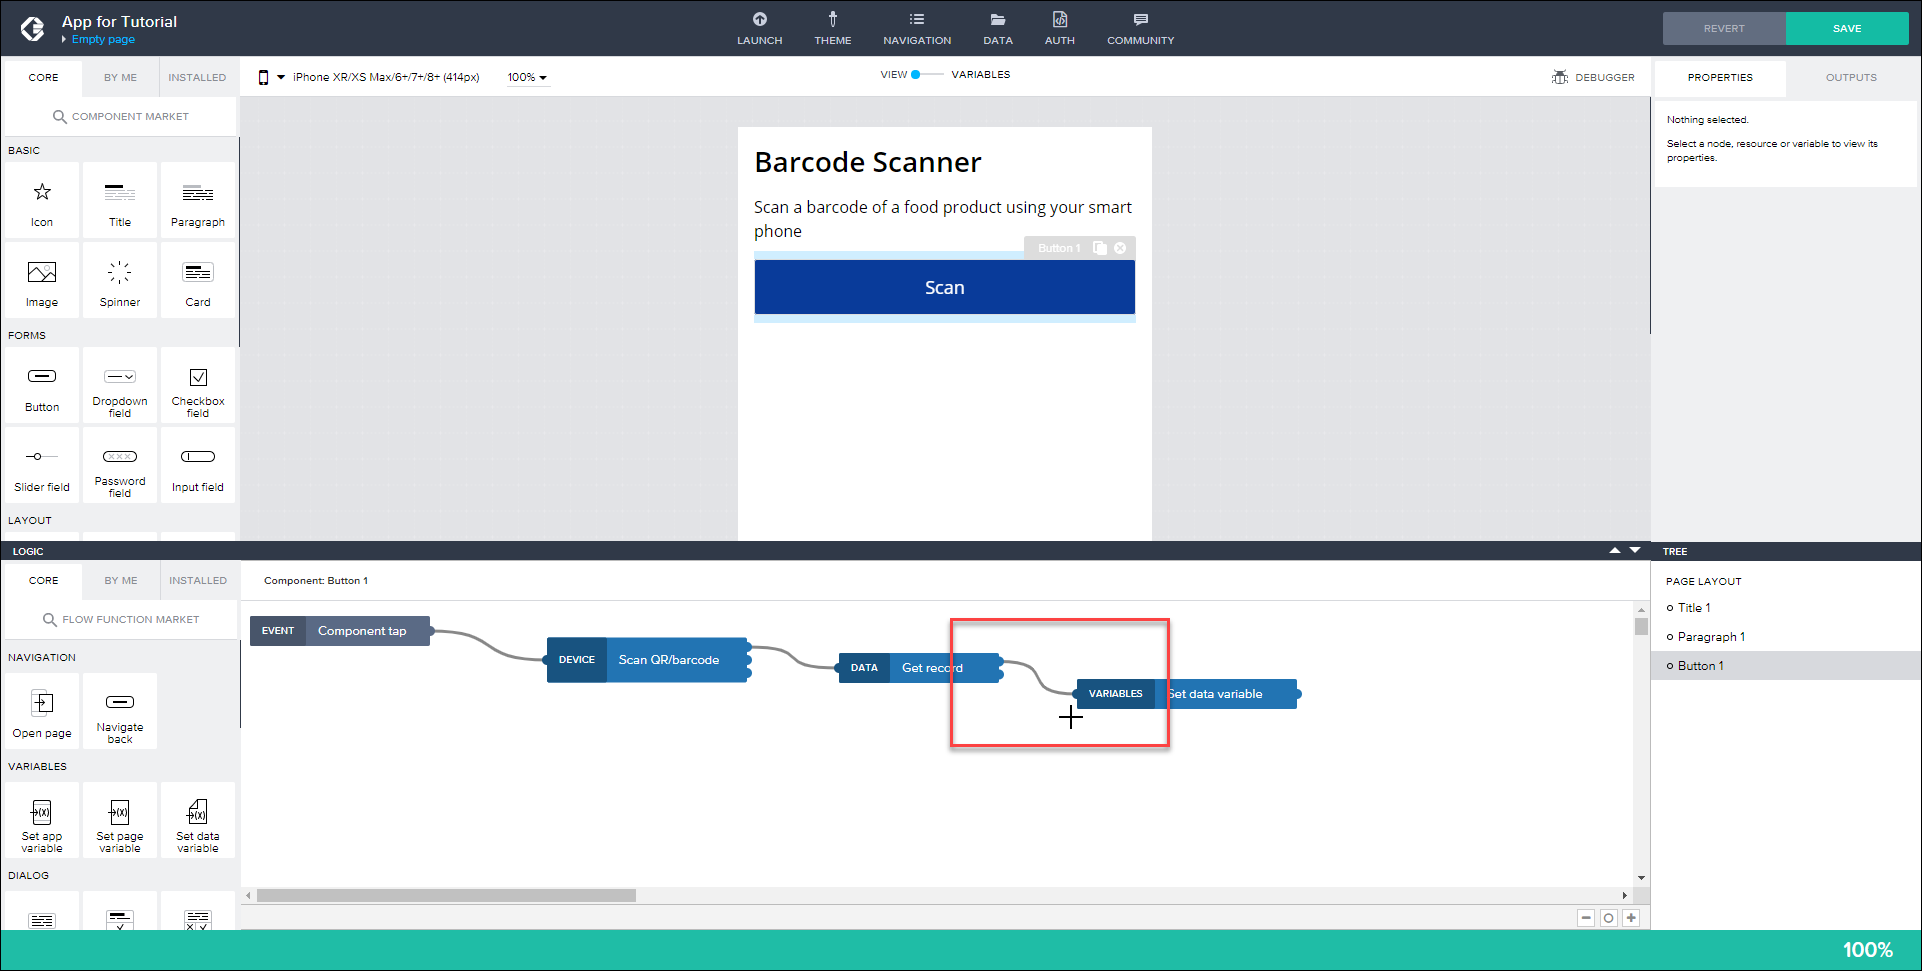 App for Tutorial
Empty page
LAUNCH
THEME
NAVIGATION
DATA
AUTH
COMMUNITY
REVERT
SAVE
CORE
BY ME
INSTALLED
iPhone XR/XS Max/6+/7+/8+ (414px)
100%
VIEW
VARIABLES
DEBUGGER
PROPERTIES
OUTPUTS
COMPONENT MARKET
Nothing selected.
Select a node, resource or variable to view its
properties.
BASIC
Icon
Title
Paragraph
Image
Spinner
Card
FORMS
Button
Dropdown
field
Checkbox
field
Slider field
Password
field
Input field
LAYOUT
Barcode Scanner
Scan a barcode of a food product using your smart
phone
Button 1
Scan
LOGIC
TREE
CORE
BY ME
INSTALLED
Component: Button 1
FLOW FUNCTION MARKET
NAVIGATION
Open page
Navigate
back
VARIABLES
Set app
variable
Set page
variable
Set data
variable
DIALOG
EVENT
Component tap
DEVICE
Scan QR/barcode
DATA
Get record
VARIABLES
Set data variable
PAGE LAYOUT
Title 1
Paragraph 1
Button 1
100%